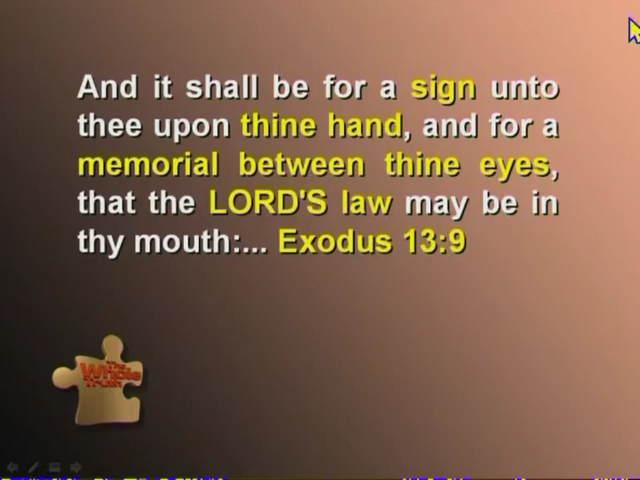 And it shall be for a sign unto
thee upon thine hand, and for a
memorial between thine eyes,
that the LORD'S law may be in
thy mouth:... Exodus 13:9
The
Whole
Truth